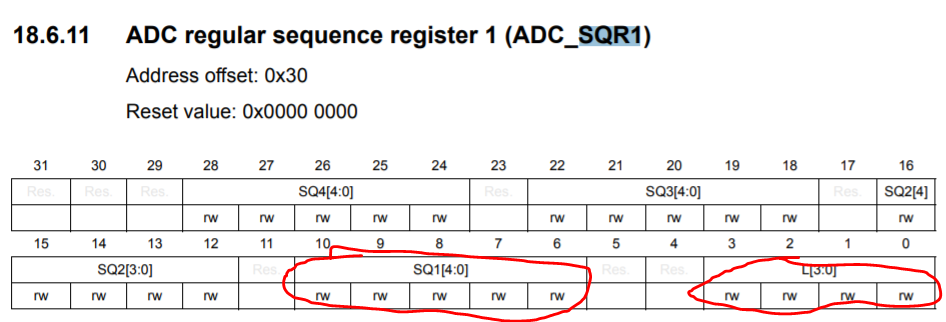 18.6.11 ADC regular sequence register 1 (ADC_SQR1)
Address offset: 0x30
Reset value: 0x0000 0000
31 30 29 28 27 26 25 24 23 22 21 20 19 18 17 16
Res. Res. Res. SQ4[4:0] Res. SQ3[4:0] Res. SQ2[4]
rw rw rw rw rw rw rw rw rw rw rw
15 14 13 12 11 10 9 8 7 6 5 4 3 2 1 0
SQ2[3:0] Res. SQ1[4:0] Res. Res. L[3:0]
rw rw rw rw rw rw rw rw rw rw rw rw rw